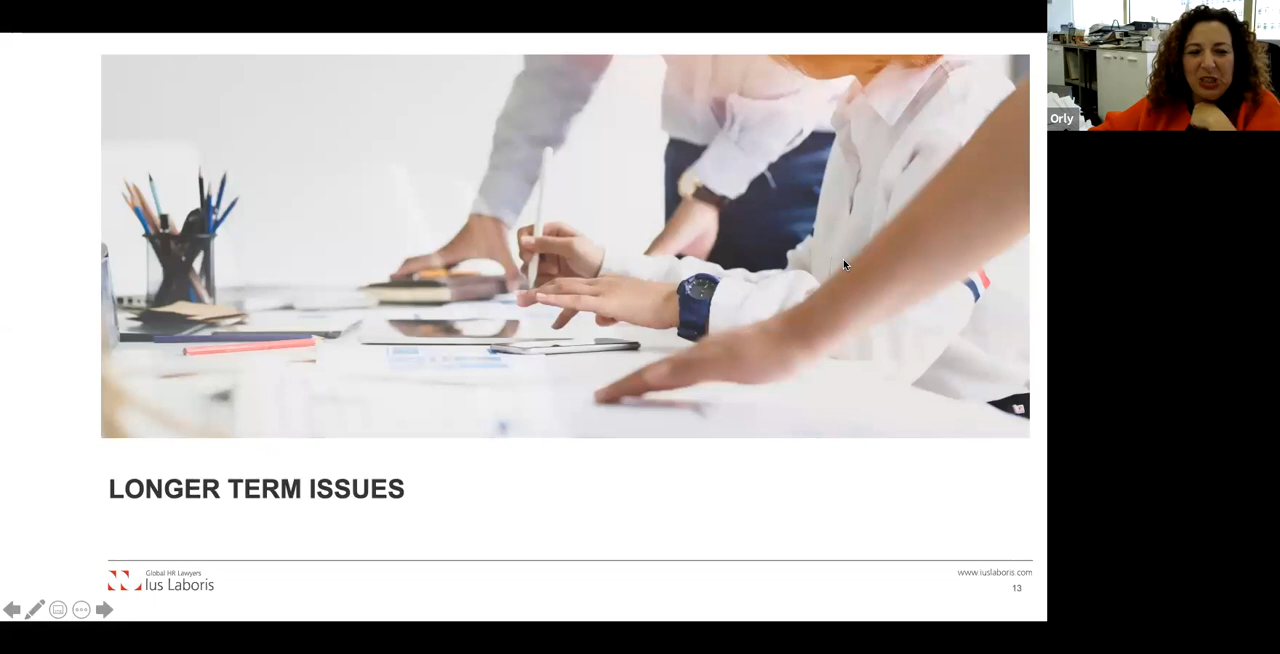 Orly
LONGER TERM ISSUES
Global HR Lawyers
Ius Laboris
www.iuslaboris.com
13